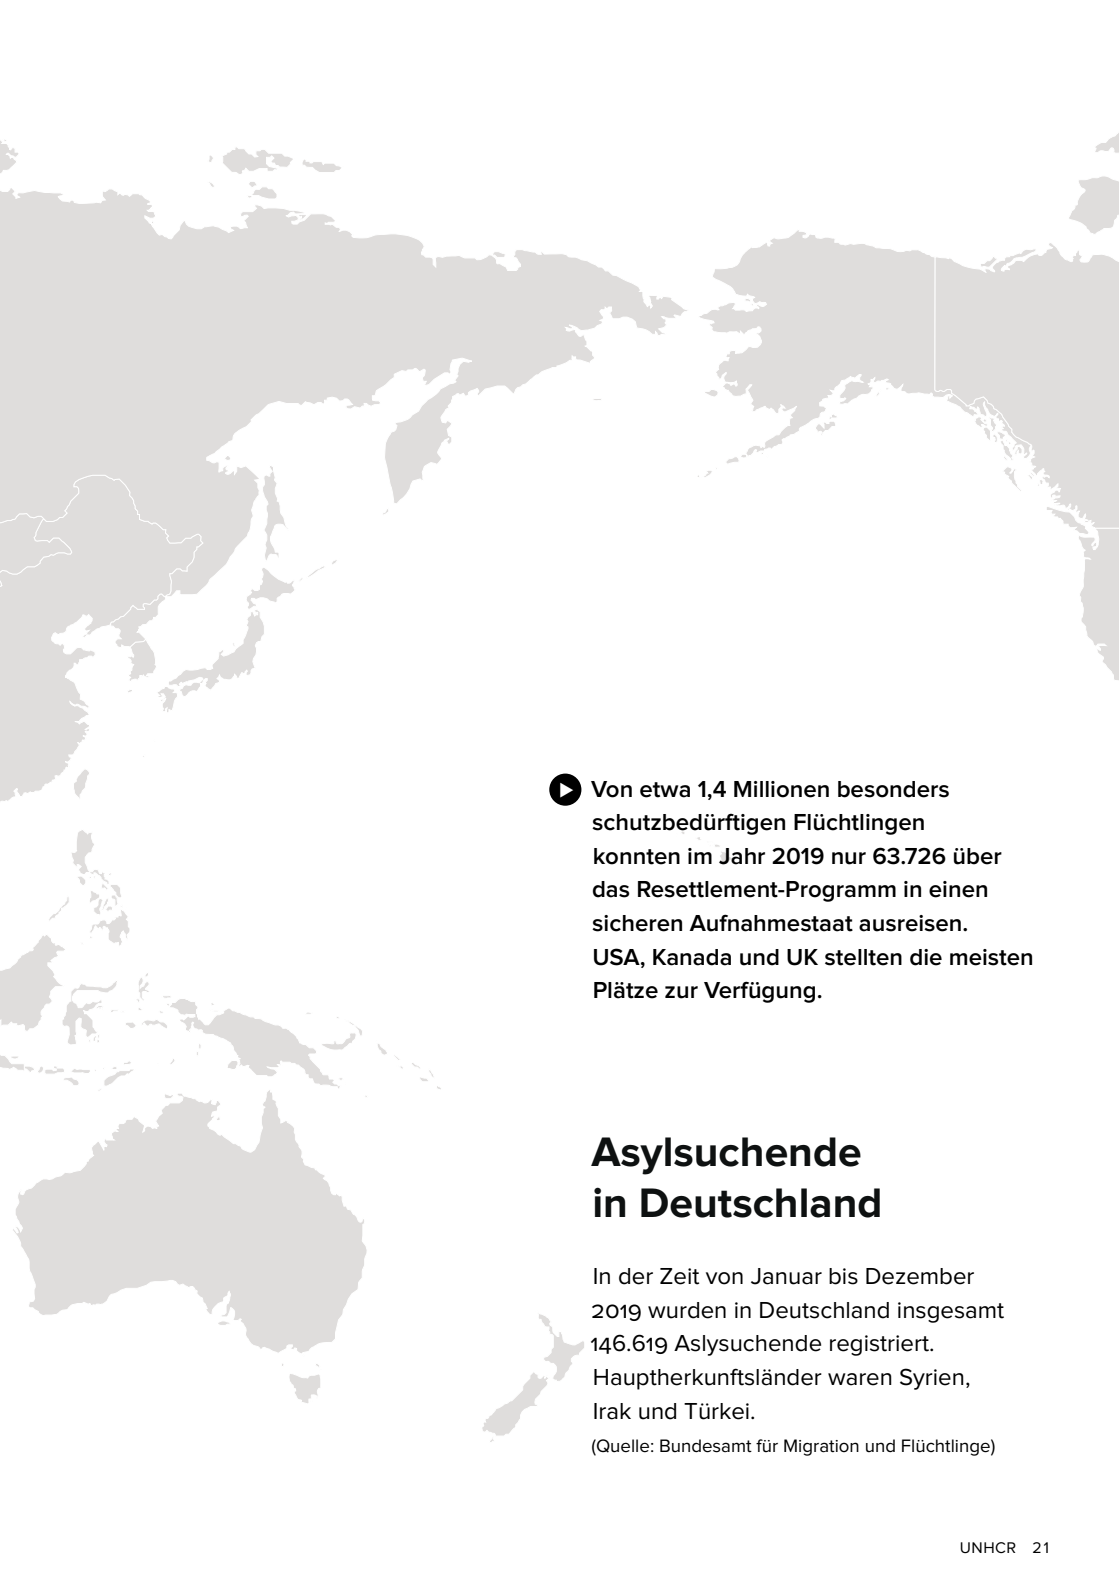 Von etwa 1,4 Millionen besonders
schutzbedürftigen Flüchtlingen
konnten im Jahr 2019 nur 63.726 über
das Resettlement-Programm in einen
sicheren Aufnahmestaat ausreisen.
USA, Kanada und UK stellten die meisten
Plätze zur Verfügung.
Asylsuchende
in Deutschland
In der Zeit von Januar bis Dezember
2019 wurden in Deutschland insgesamt
146.619 Aslysuchende registriert.
Hauptherkunftsländer waren Syrien,
Irak und Türkei.
(Quelle: Bundesamt für Migration und Flüchtlinge)
UNHCR 21